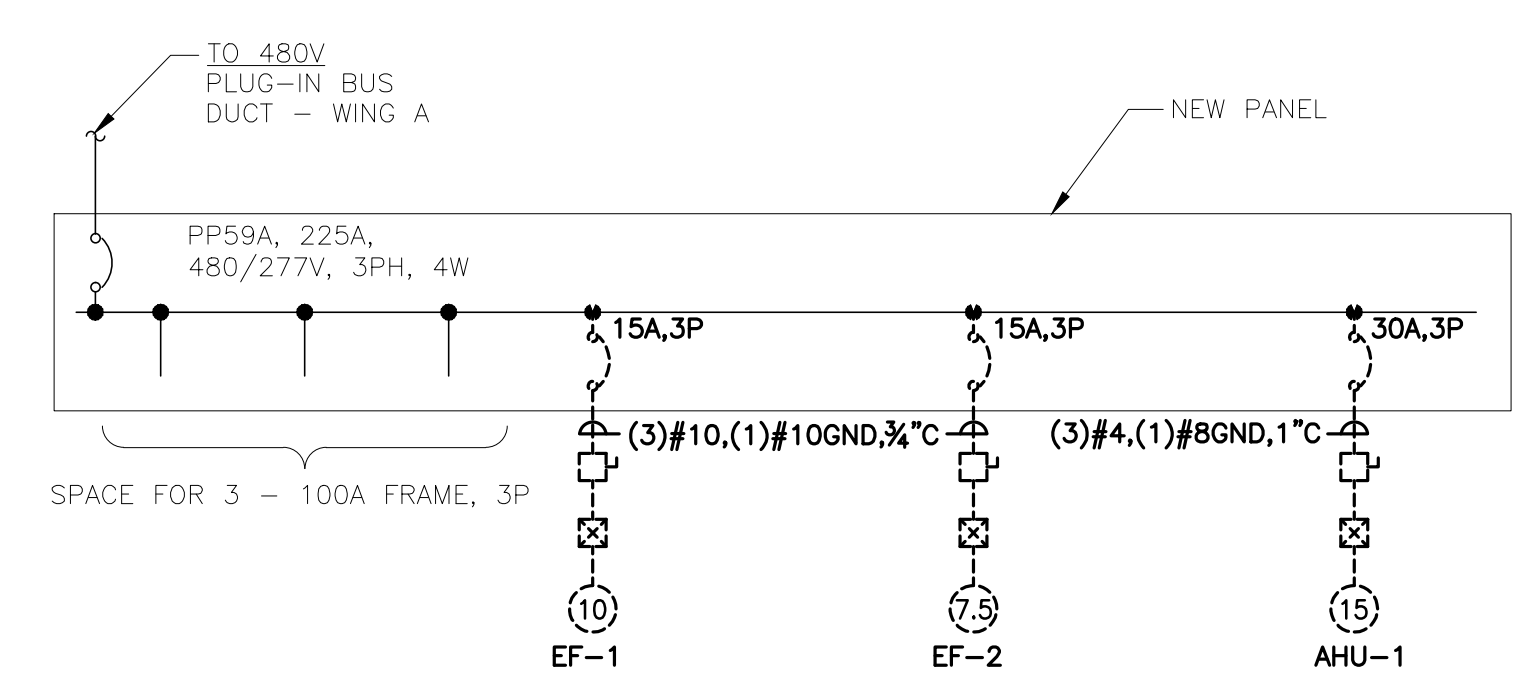 TO 480V
PLUG-IN BUS
DUCT - WING A
NEW PANEL
PP59A, 225A,
480/277V, 3PH, 4W
15A,3P
15A,3P
30A,3P
(3)#10,(1)#10GND,¾"C
(3)#4,(1)#8GND,1"C
SPACE FOR 3 - 100A FRAME, 3P
10
7.5
15
EF-1
EF-2
AHU-1